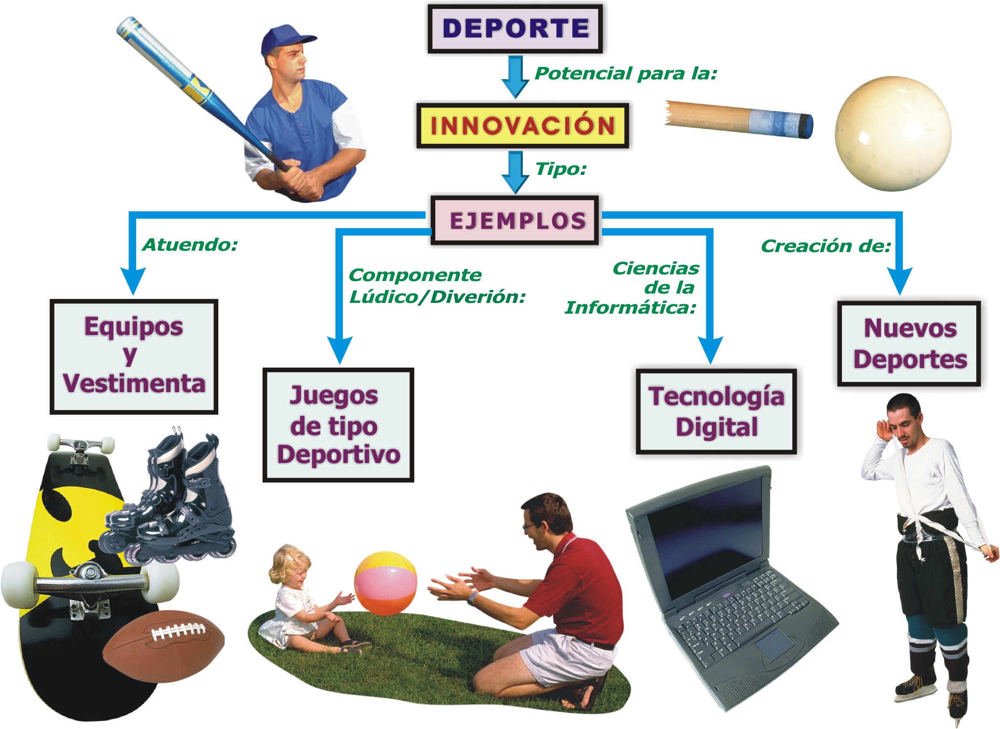 DEPORTE
Potencial para la:
INNOVACIÓN
Tipo:
EJEMPLOS
Atuendo:
Equipos
y
Vestimenta
Componente
Lúdico/Diverión:
Juegos
de tipo
Deportivo
Ciencias
de la
Informática:
Tecnología
Digital
Creación de:
Nuevos
Deportes